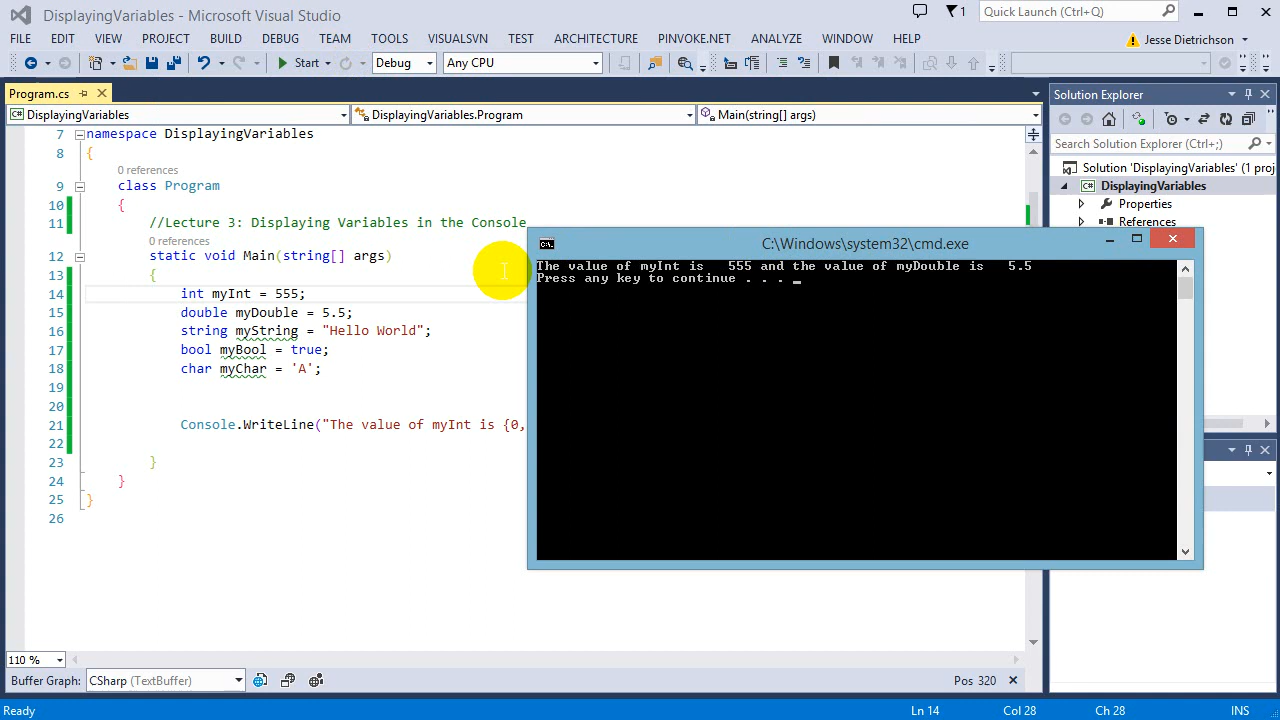 DisplayingVariables - Microsoft Visual Studio
1
Quick Launch (Ctrl+Q)
FILE EDIT VIEW PROJECT BUILD DEBUG TEAM TOOLS VISUALSVN TEST ARCHITECTURE PINVOKE.NET ANALYZE WINDOW HELP
Jesse Dietrichson
Start Debug Any CPU
Program.cs
DisplayingVariables DisplayingVariables.Program Main(string[] args)
7 namespace DisplayingVariables
8 {
0 references
9 class Program
10 {
11 //Lecture 3: Displaying Variables in the Console
0 references
12 static void Main(string[] args)
13 {
14 int myInt = 555;
15 double myDouble = 5.5;
16 string myString = "Hello World";
17 bool myBool = true;
18 char myChar = 'A';
19
20
21 Console.WriteLine("The value of myInt is {0,
22
23 }
24 }
25 }
26
110 %
Buffer Graph: CSharp (TextBuffer) Pos 320
Ready Ln 14 Col 28 Ch 28 INS
Solution Explorer
Search Solution Explorer (Ctrl+;)
Solution 'DisplayingVariables' (1 proj
C# DisplayingVariables
Properties
References
C:\Windows\system32\cmd.exe
The value of myInt is   555 and the value of myDouble is   5.5
Press any key to continue . . . _